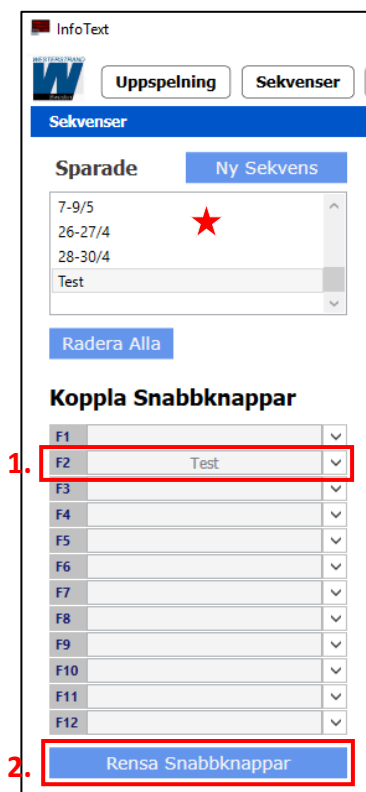 InfoText
WESTERSTRAND
Uppspelning
Sekvenser
Sekvenser
Sparade
Ny Sekvens
7-9/5
26-27/4
28-30/4
Test
Radera Alla
Koppla Snabbknappar
F1
1. F2 Test
F3
F4
F5
F6
F7
F8
F9
F10
F11
F12
2. Rensa Snabbknappar